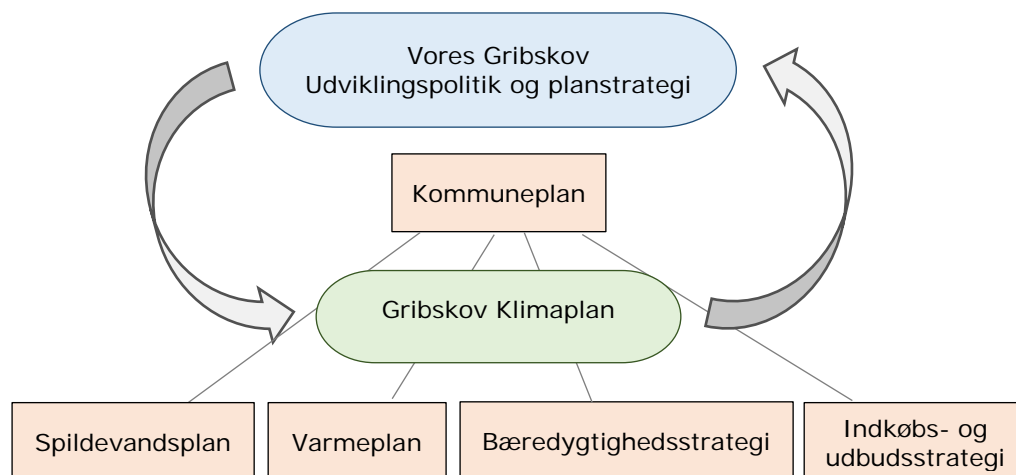 Vores Gribskov
Udviklingspolitik og planstrategi
Kommuneplan
Gribskov Klimaplan
Spildevandsplan
Varmeplan
Bæredygtighedsstrategi
Indkøbs- og
udbudsstrategi